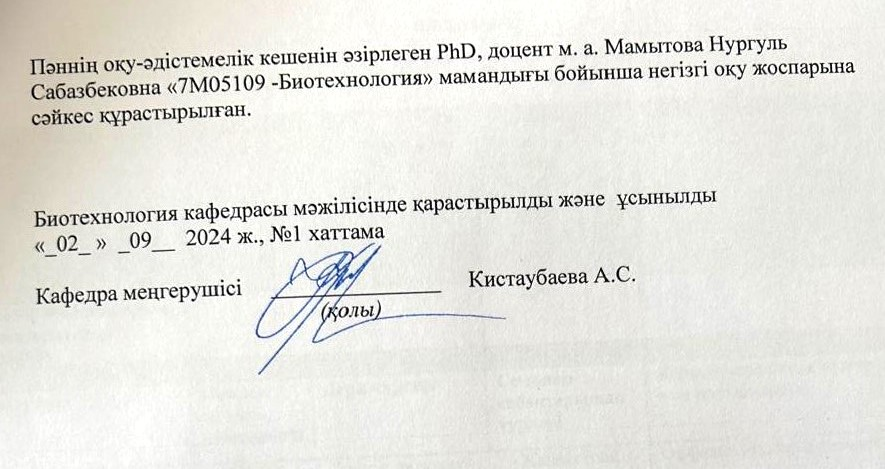 Пәннің оқу-әдістемелік кешенін әзірлеген PhD, доцент м. а. Мамытова Нургуль
Сабазбековна «7М05109 -Биотехнология» мамандығы бойынша негізгі оқу жоспарына
сәйкес құрастырылған.
Биотехнология кафедрасы мәжілісінде қарастырылды және ұсынылды
«_02_» _09__ 2024 ж., №1 хаттама
Кафедра меңгерушісі ________________ Кистаубаева А.С.
(қолы)